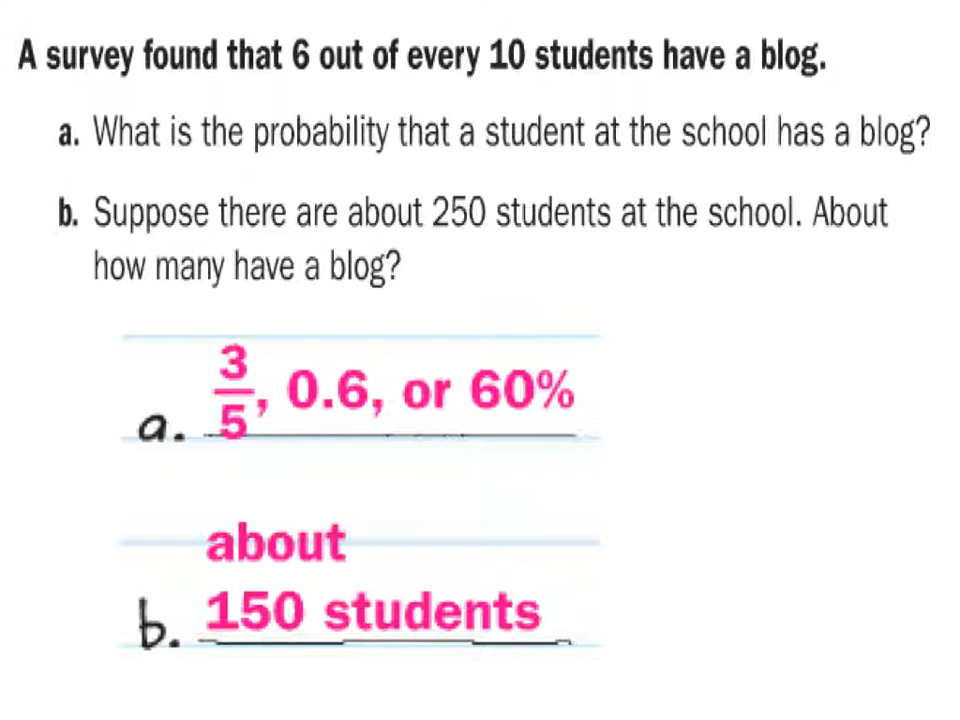 A survey found that 6 out of every 10 students have a blog.
a. What is the probability that a student at the school has a blog?
b. Suppose there are about 250 students at the school. About
how many have a blog?
a. 3/5, 0.6, or 60%
about
b. 150 students